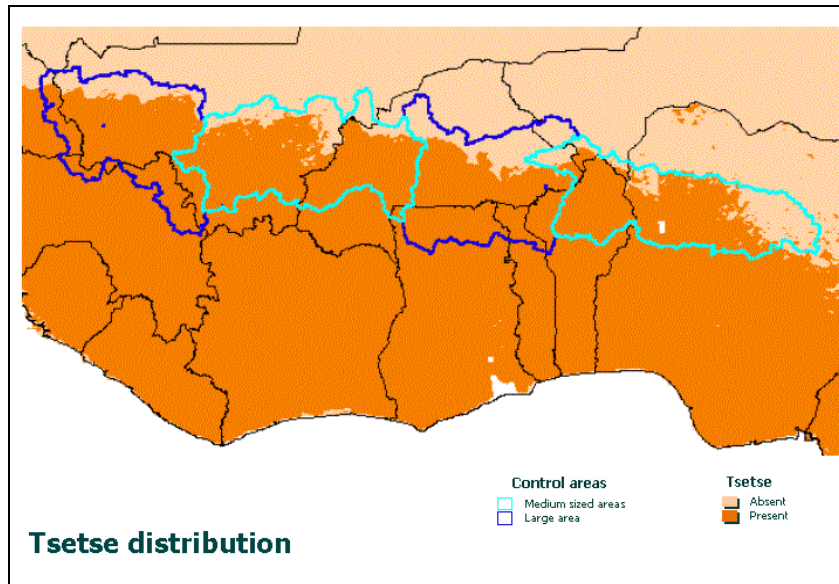 Control areas
Medium sized areas
Large area
Tsetse
Absent
Present
Tsetse distribution